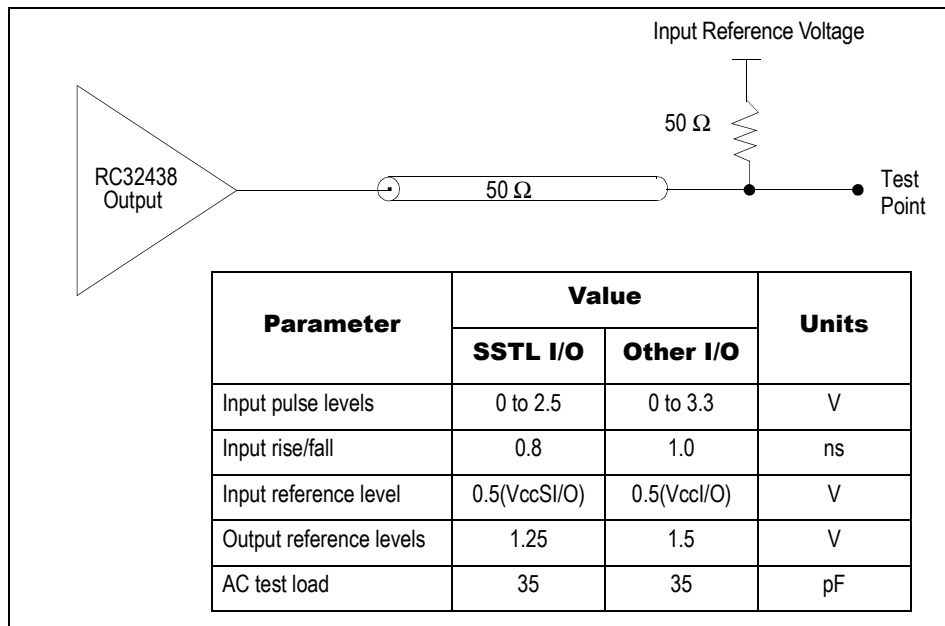 Input Reference Voltage
50 Ω
RC32438
Output
50 Ω
Test
Point
Parameter Value Units
SSTL I/O Other I/O
Input pulse levels 0 to 2.5 0 to 3.3 V
Input rise/fall 0.8 1.0 ns
Input reference level 0.5(VccSI/O) 0.5(VccI/O) V
Output reference levels 1.25 1.5 V
AC test load 35 35 pF